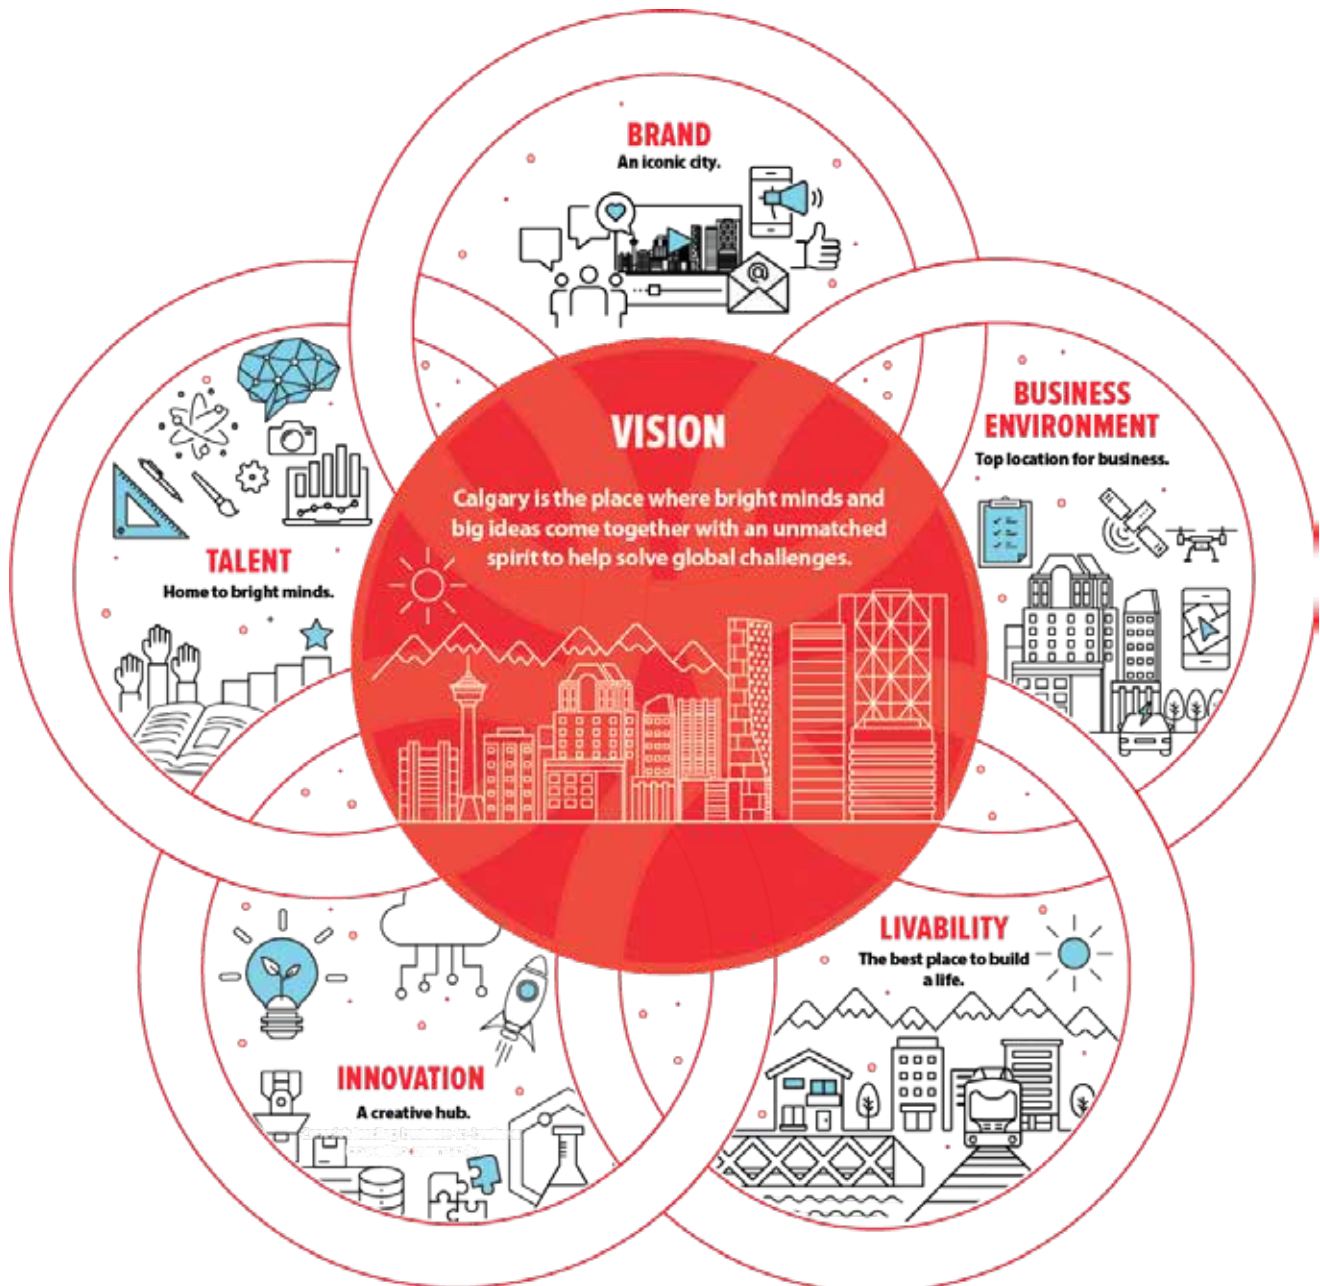 BRAND
An iconic city.
BUSINESS
ENVIRONMENT
Top location for business.
VISION
Calgary is the place where bright minds and
big ideas come together with an unmatched
spirit to help solve global challenges.
TALENT
Home to bright minds.
@
LIVABILITY
The best place to build
a life.
INNOVATION
A creative hub.